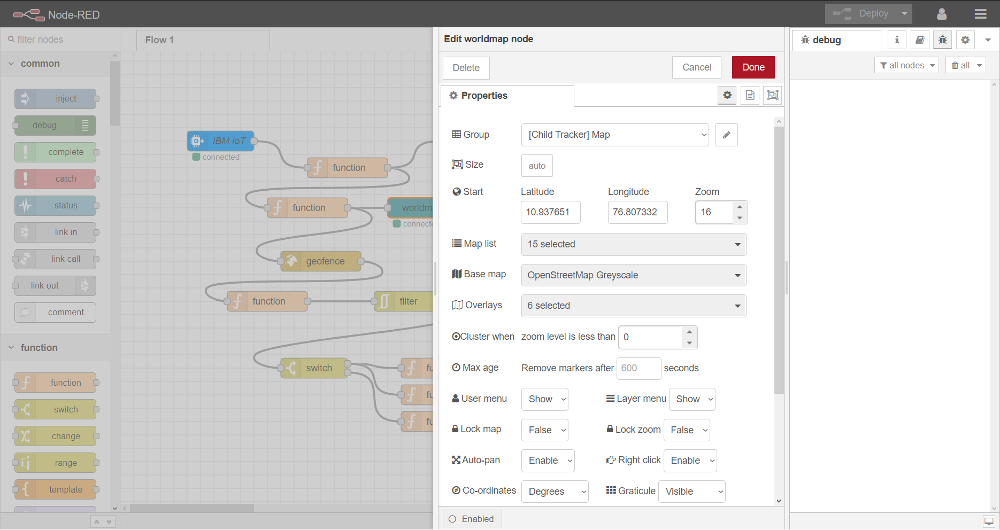 Node-RED
Deploy
filter nodes
common
inject
debug
complete
catch
status
link in
link call
link out
comment
function
function
switch
change
range
template
Flow 1
IBM IoT
connected
function
function
worldm
connecte
geofence
function
filter
switch
fu
fu
fu
Edit worldmap node
Delete
Cancel
Done
Properties
Group
[Child Tracker] Map
Size
auto
Start
Latitude
Longitude
Zoom
10.937651
76.807332
16
Map list
15 selected
Base map
OpenStreetMap Greyscale
Overlays
6 selected
Cluster when
zoom level is less than
0
Max age
Remove markers after
600
seconds
User menu
Show
Layer menu
Show
Lock map
False
Lock zoom
False
Auto-pan
Enable
Right click
Enable
Co-ordinates
Degrees
Graticule
Visible
Enabled
debug
i
all nodes
all